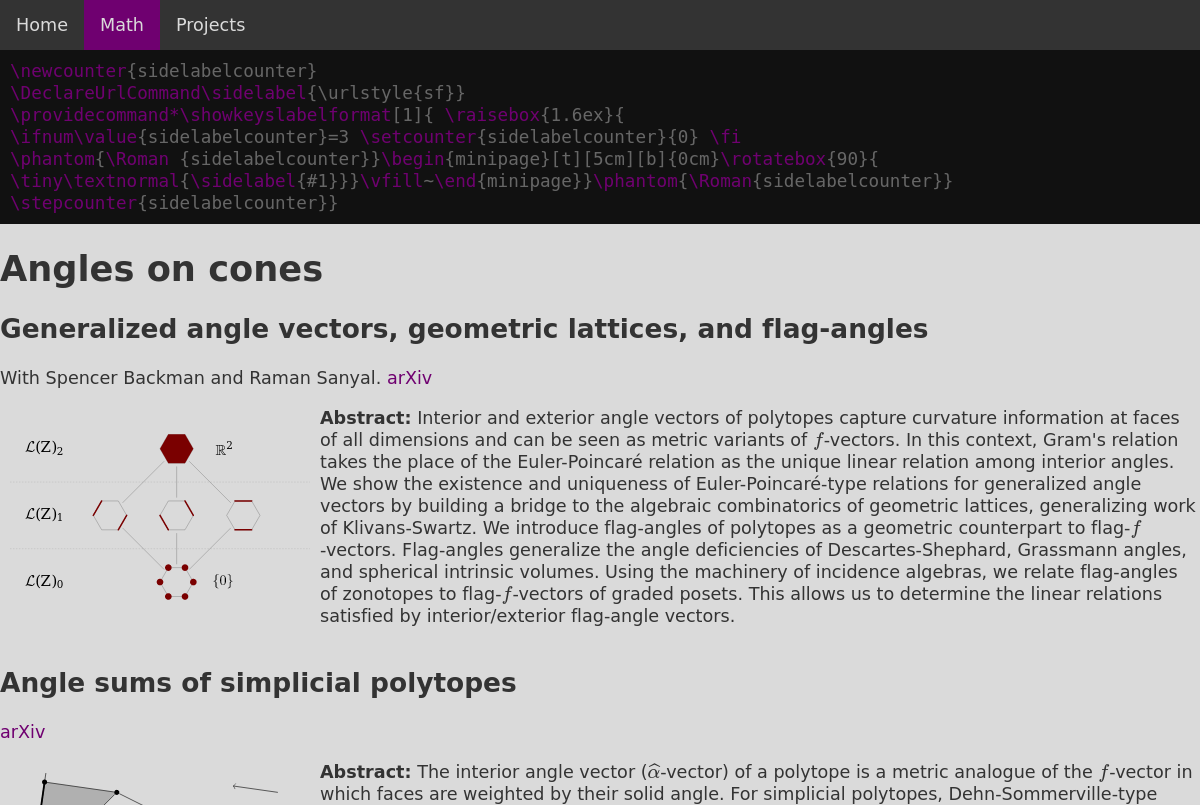 Home Math Projects
\newcounter{sidelabelcounter}
\DeclareUrlCommand\sidelabel{\urlstyle{sf}}
\providecommand*\showkeyslabelformat[1]{ \raisebox{1.6ex}{
\ifnum\value{sidelabelcounter}=3 \setcounter{sidelabelcounter}{0} \fi
\phantom{\Roman {sidelabelcounter}}\begin{minipage}[t][5cm][b]{0cm}\rotatebox{90}{
\tiny\textnormal{\sidelabel{#1}}}\vfill~\end{minipage}}\phantom{\Roman{sidelabelcounter}}
\stepcounter{sidelabelcounter}}
Angles on cones
Generalized angle vectors, geometric lattices, and flag-angles
With Spencer Backman and Raman Sanyal. arXiv
ℒ(Z)₂ ℝ²
ℒ(Z)₁
ℒ(Z)₀ {0}
Abstract: Interior and exterior angle vectors of polytopes capture curvature information at faces
of all dimensions and can be seen as metric variants of f-vectors. In this context, Gram's relation
takes the place of the Euler-Poincaré relation as the unique linear relation among interior angles.
We show the existence and uniqueness of Euler-Poincaré-type relations for generalized angle
vectors by building a bridge to the algebraic combinatorics of geometric lattices, generalizing work
of Klivans-Swartz. We introduce flag-angles of polytopes as a geometric counterpart to flag-f
-vectors. Flag-angles generalize the angle deficiencies of Descartes-Shephard, Grassmann angles,
and spherical intrinsic volumes. Using the machinery of incidence algebras, we relate flag-angles
of zonotopes to flag-f-vectors of graded posets. This allows us to determine the linear relations
satisfied by interior/exterior flag-angle vectors.
Angle sums of simplicial polytopes
arXiv
Abstract: The interior angle vector (α̂-vector) of a polytope is a metric analogue of the f-vector in
which faces are weighted by their solid angle. For simplicial polytopes, Dehn-Sommerville-type